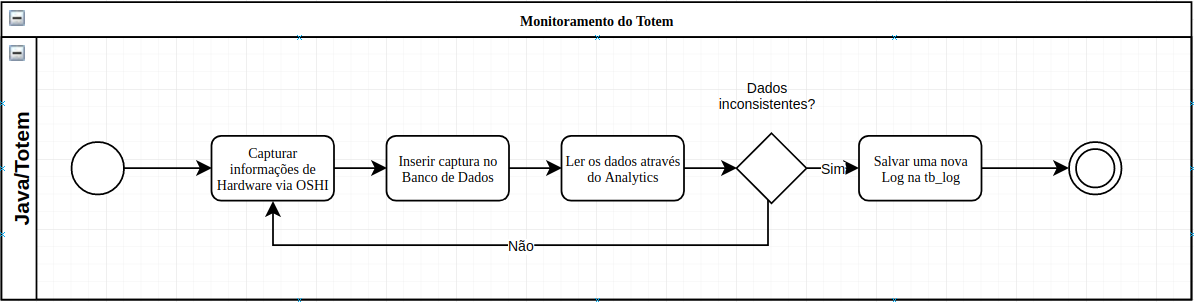 Monitoramento do Totem
Java/Totem
Capturar
informações de
Hardware via OSHI
Inserir captura no
Banco de Dados
Ler os dados através
do Analytics
Dados
inconsistentes?
Sim
Salvar uma nova
Log na tb_log
Não